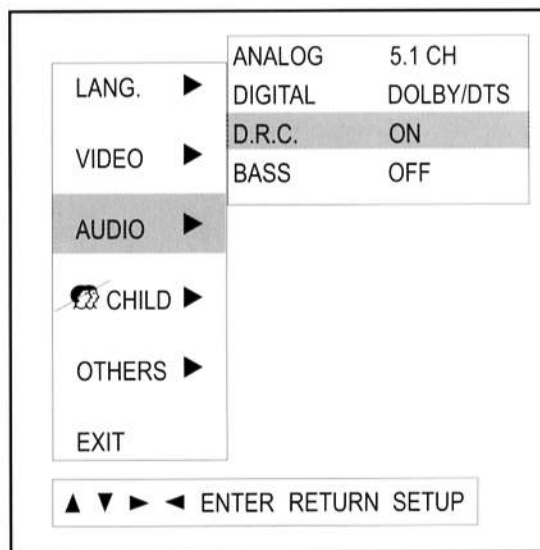 LANG. ▶
VIDEO ▶
AUDIO ▶
CHILD ▶
OTHERS ▶
EXIT
ANALOG 5.1 CH
DIGITAL DOLBY/DTS
D.R.C. ON
BASS OFF
▲ ▼ ► ◄ ENTER RETURN SETUP